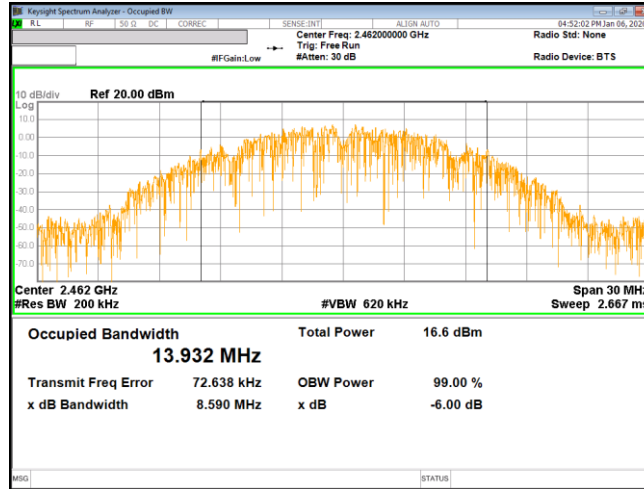 Keysight Spectrum Analyzer - Occupied BW
RL RF 50 Ω DC CORREC SENSE:INT ALIGN AUTO 04:52:02 PM Jan 06, 202
Center Freq: 2.462000000 GHz Radio Std: None
Trig: Free Run
#IFGain:Low #Atten: 30 dB Radio Device: BTS
10 dB/div Ref 20.00 dBm
Log
10.0
0.00
-10.0
-20.0
-30.0
-40.0
-50.0
-60.0
-70.0
Center 2.462 GHz Span 30 MHz
#Res BW 200 kHz #VBW 620 kHz Sweep 2.667 ms
Occupied Bandwidth Total Power 16.6 dBm
13.932 MHz
Transmit Freq Error 72.638 kHz OBW Power 99.00 %
x dB Bandwidth 8.590 MHz x dB -6.00 dB
MSG STATUS